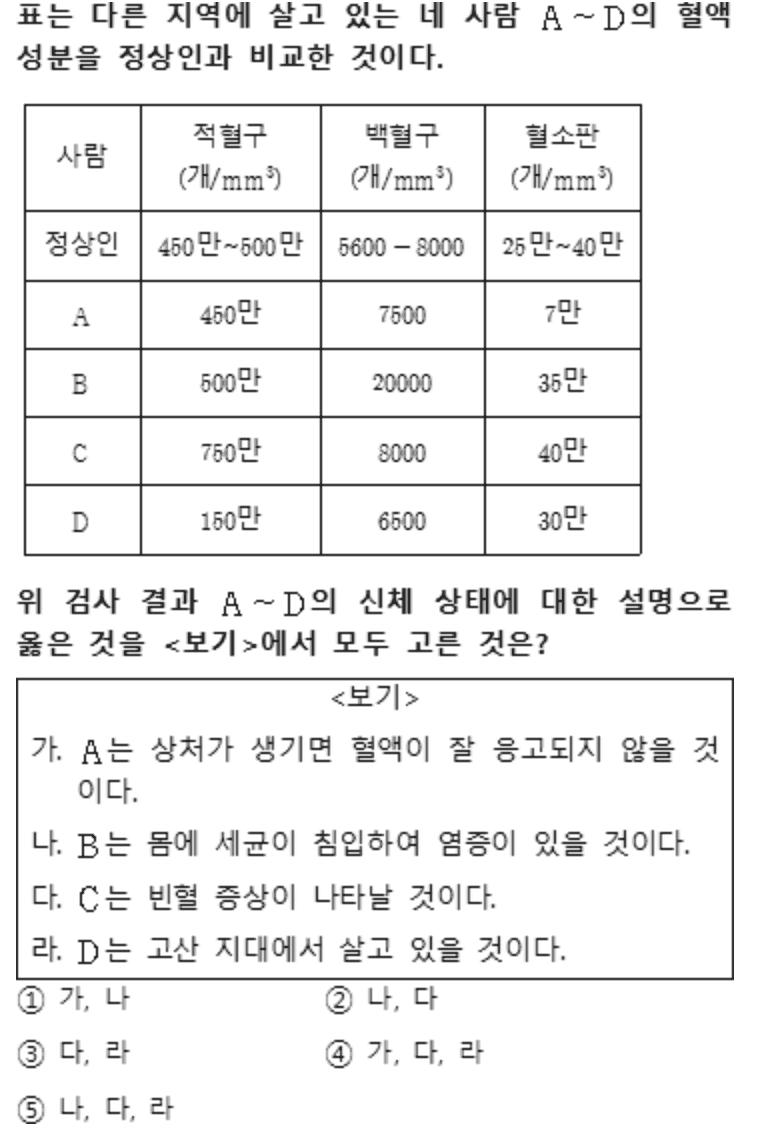 표는 다른 지역에 살고 있는 네 사람 A～D의 혈액
성분을 정상인과 비교한 것이다.
사람 적혈구 (개/mm³) 백혈구 (개/mm³) 혈소판 (개/mm³)
정상인 450만~500만 5600 – 8000 25만~40만
A 450만 7500 7만
B 500만 20000 35만
C 750만 8000 40만
D 150만 6500 30만
위 검사 결과 A～D의 신체 상태에 대한 설명으로
옳은 것을 <보기>에서 모두 고른 것은?
<보기>
가. A는 상처가 생기면 혈액이 잘 응고되지 않을 것
이다.
나. B는 몸에 세균이 침입하여 염증이 있을 것이다.
다. C는 빈혈 증상이 나타날 것이다.
라. D는 고산 지대에서 살고 있을 것이다.
① 가, 나 ② 나, 다
③ 다, 라 ④ 가, 다, 라
⑤ 나, 다, 라